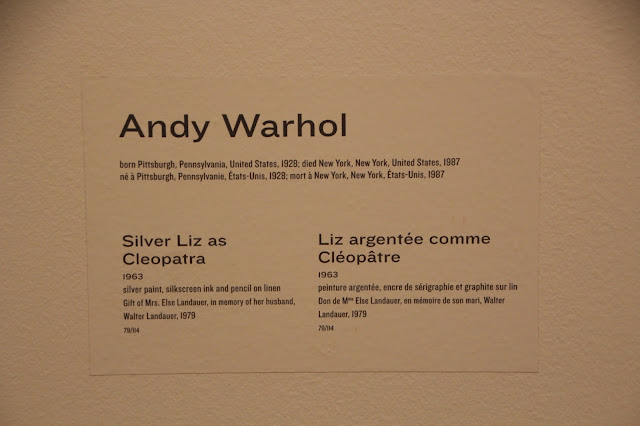 Andy Warhol
born Pittsburgh, Pennsylvania, United States, 1928; died New York, New York, United States, 1987
né à Pittsburgh, Pennsylvanie, États-Unis, 1928; mort à New York, New York, États-Unis, 1987
Silver Liz as
Cleopatra
1963
silver paint, silkscreen ink and pencil on linen
Gift of Mrs. Else Landauer, in memory of her husband,
Walter Landauer, 1979
79/114
Liz argentée comme
Cléopâtre
1963
peinture argentée, encre de sérigraphie et graphite sur lin
Don de Mme Else Landauer, en mémoire de son mari, Walter
Landauer, 1979
79/114